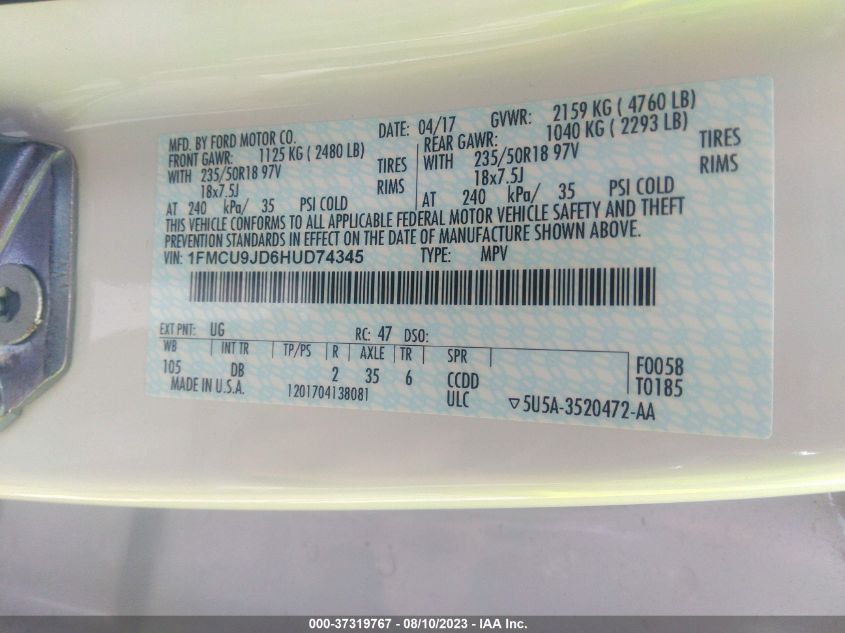 MFD. BY FORD MOTOR CO. DATE: 04/17 GVWR: 2159 KG ( 4760 LB)
FRONT GAWR: 1125 KG ( 2480 LB) REAR GAWR: 1040 KG ( 2293 LB)
WITH 235/50R18 97V TIRES WITH 235/50R18 97V TIRES
18x7.5J RIMS 18x7.5J RIMS
AT 240 kPa/ 35 PSI COLD AT 240 kPa/ 35 PSI COLD
THIS VEHICLE CONFORMS TO ALL APPLICABLE FEDERAL MOTOR VEHICLE SAFETY AND THEFT
PREVENTION STANDARDS IN EFFECT ON THE DATE OF MANUFACTURE SHOWN ABOVE.
VIN: 1FMCU9JD6HUD74345 TYPE: MPV
EXT PNT: UG RC: 47 DSO:
WB INT TR TP/PS R AXLE TR SPR F0058
105 DB 2 35 6 CCDD T0185
MADE IN U.S.A. 1201704138081 ULC ▽5U5A-3520472-AA
000-37319767 — 08/10/2023 — IAA Inc.